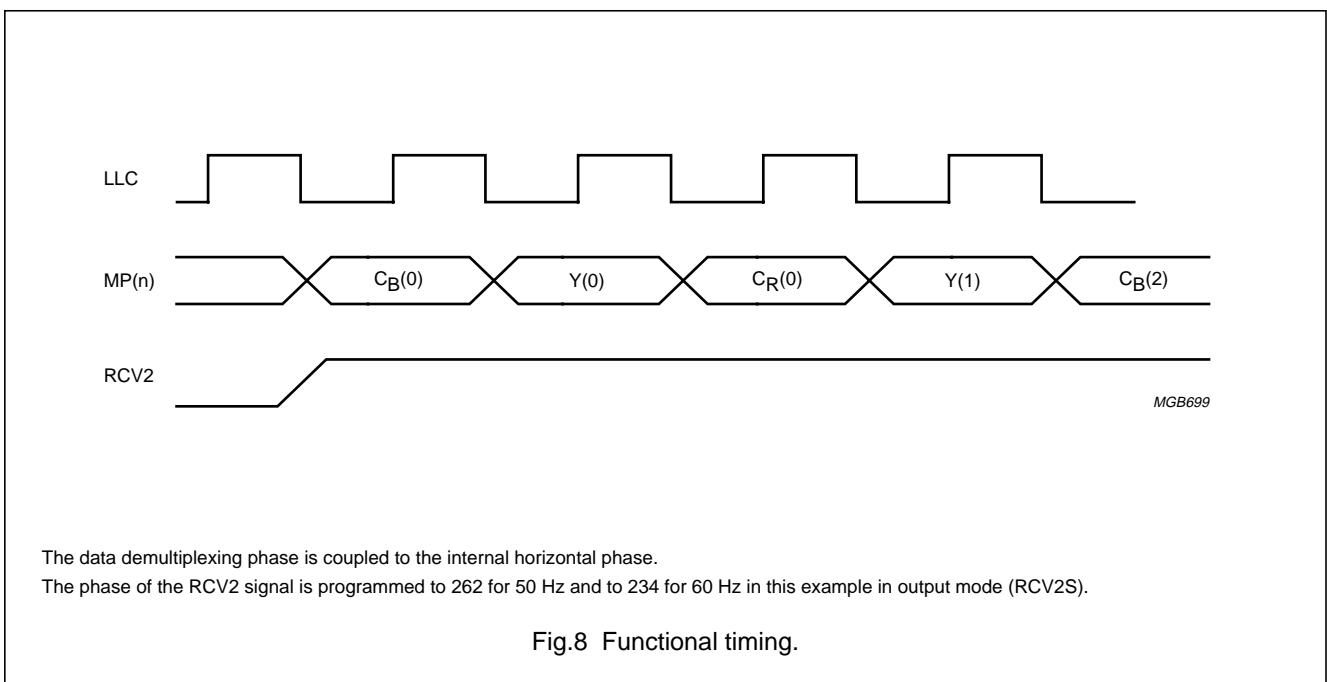 LLC
MP(n) CB(0) Y(0) CR(0) Y(1) CB(2)
RCV2
MGB699
The data demultiplexing phase is coupled to the internal horizontal phase.
The phase of the RCV2 signal is programmed to 262 for 50 Hz and to 234 for 60 Hz in this example in output mode (RCV2S).
Fig.8 Functional timing.